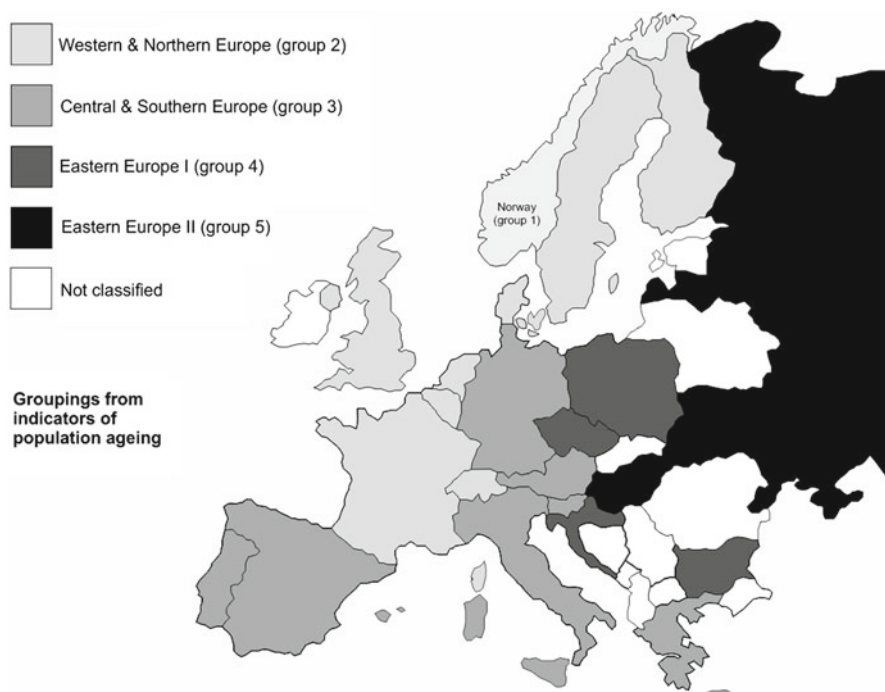 Western & Northern Europe (group 2)
Central & Southern Europe (group 3)
Eastern Europe I (group 4)
Eastern Europe II (group 5)
Not classified
Norway
(group 1)
Groupings from
indicators of
population ageing